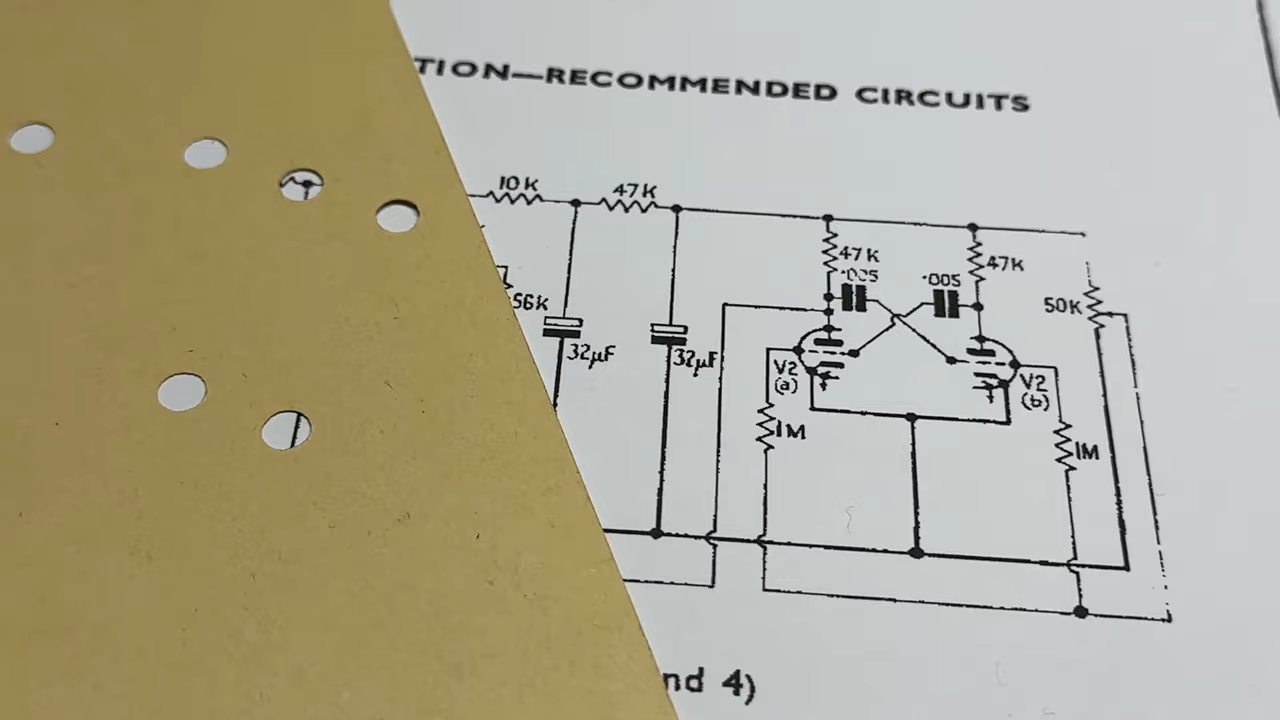 TION—RECOMMENDED CIRCUITS
10K
47K
47K
47K
·005
·005
50K
56K
32µF
32µF
V2
(a)
V2
(b)
1M
1M
nd 4)